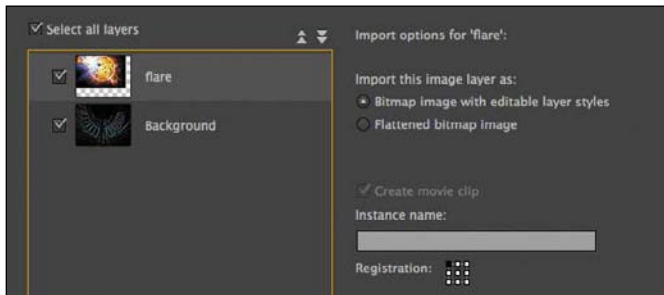 Select all layers
flare
Background
Import options for 'flare':
Import this image layer as:
Bitmap image with editable layer styles
Flattened bitmap image
Create movie clip
Instance name:
Registration: